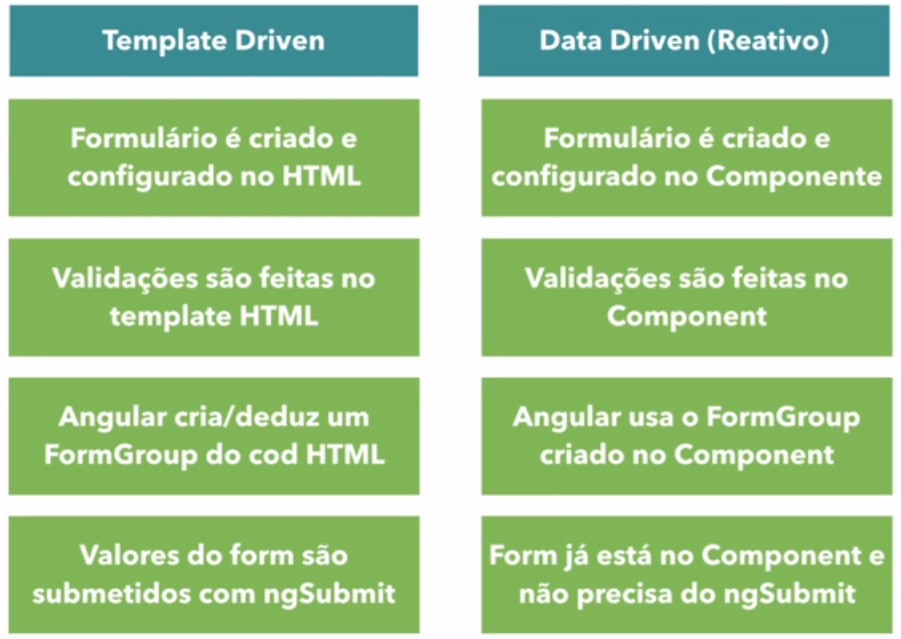 Template Driven
Data Driven (Reativo)
Formulário é criado e
configurado no HTML
Formulário é criado e
configurado no Componente
Validações são feitas no
template HTML
Validações são feitas no
Component
Angular cria/deduz um
FormGroup do cod HTML
Angular usa o FormGroup
criado no Component
Valores do form são
submetidos com ngSubmit
Form já está no Component e
não precisa do ngSubmit